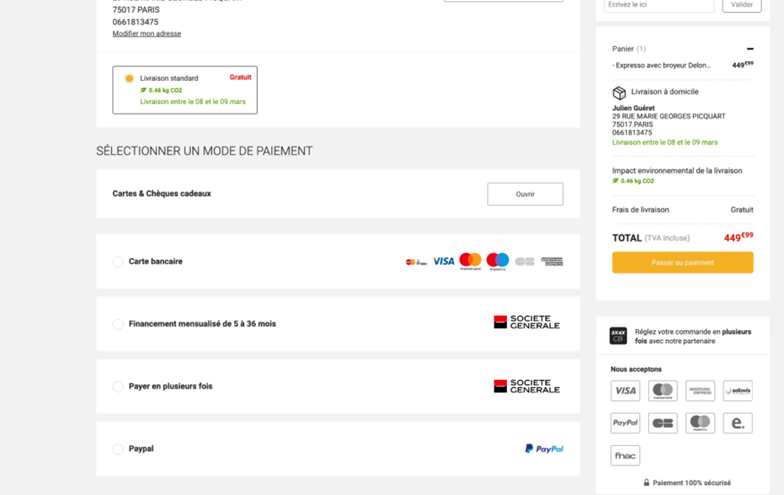 75017 PARIS
0661813475
Modifier mon adresse
Livraison standard
Gratuit
0.46 kg CO2
Livraison entre le 08 et le 09 mars
SÉLECTIONNER UN MODE DE PAIEMENT
Cartes & Chèques cadeaux
Ouvrir
Carte bancaire
VISA
Financement mensualisé de 5 à 36 mois
SOCIETE
GENERALE
Payer en plusieurs fois
SOCIETE
GENERALE
Paypal
PayPal
Ecrivez le ici
Valider
Panier (1)
- Expresso avec broyeur Delon...
449€99
Livraison à domicile
Julien Guéret
29 RUE MARIE GEORGES PICQUART
75017 PARIS
0661813475
Livraison entre le 08 et le 09 mars
Impact environnemental de la livraison
0.46 kg CO2
Frais de livraison
Gratuit
TOTAL (TVA incluse)
449€99
Passer au paiement
3X4X
CB
Réglez votre commande en plusieurs
fois avec notre partenaire
Nous acceptons
VISA
AMERICAN
EXPRESS
PayPal
e.
fnac
Paiement 100% sécurisé